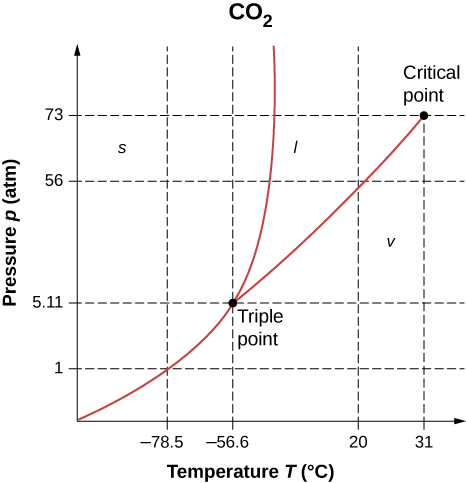 CO₂
Critical
point
73
s
l
56
v
Pressure p (atm)
5.11
Triple
point
1
–78.5 –56.6 20 31
Temperature T (°C)